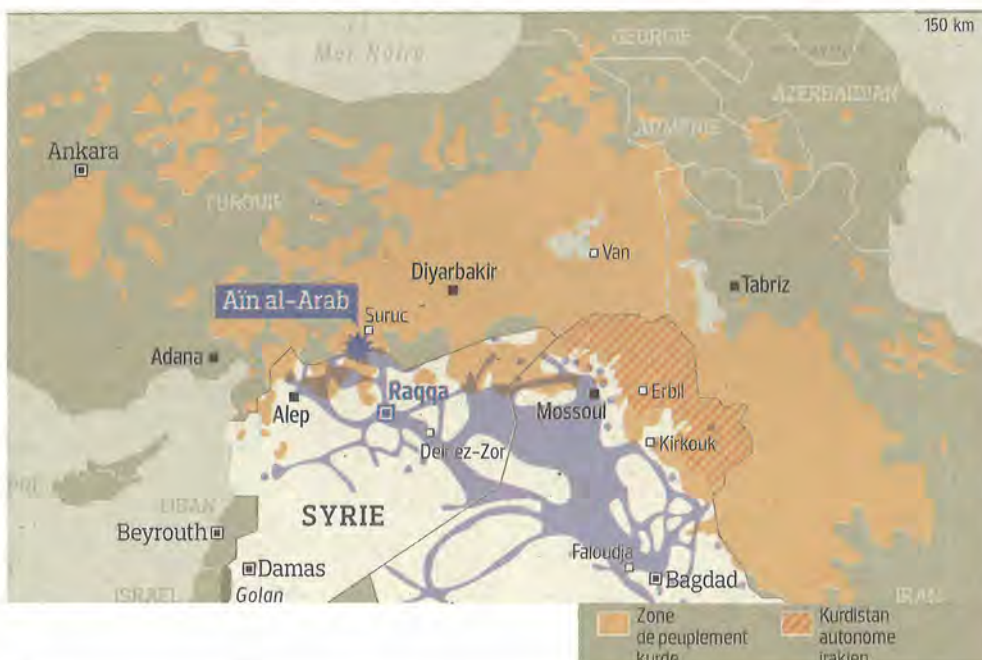 150 km
Mer Noire
GEORGIE
AZERBAIDJAN
ARMENIE
Ankara
TURQUIE
Van
Diyarbakir
Tabriz
Aïn al-Arab
Suruc
Adana
Raqqa
Erbil
Alep
Mossoul
Kirkouk
Deir ez-Zor
LIBAN
SYRIE
Beyrouth
Faloudja
Damas
Bagdad
Golan
ISRAEL
IRAN
Zone
de peuplement
kurde
Kurdistan
autonome
irakien